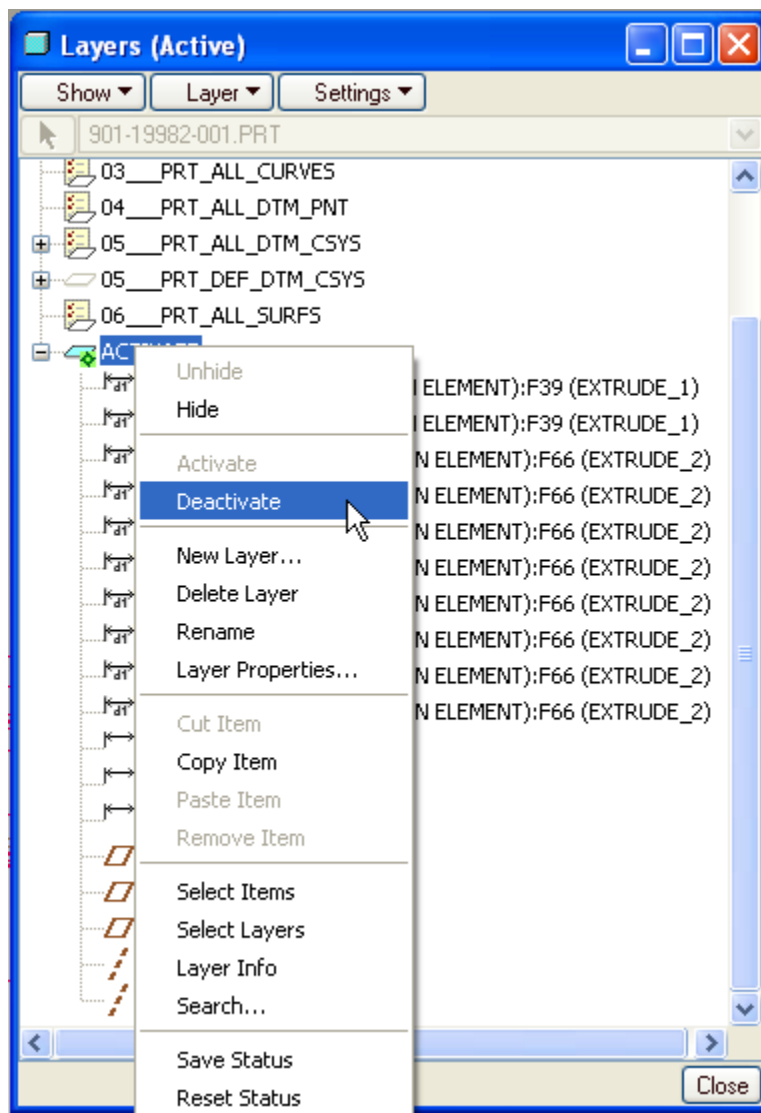 Layers (Active)
Show Layer Settings
901-19982-001.PRT
03___PRT_ALL_CURVES
04___PRT_ALL_DTM_PNT
05___PRT_ALL_DTM_CSYS
05___PRT_DEF_DTM_CSYS
06___PRT_ALL_SURFS
Unhide
Hide
Activate
Deactivate
New Layer...
Delete Layer
Rename
Layer Properties...
Cut Item
Copy Item
Paste Item
Remove Item
Select Items
Select Layers
Layer Info
Search...
Save Status
Reset Status
ELEMENT):F39 (EXTRUDE_1)
ELEMENT):F39 (EXTRUDE_1)
N ELEMENT):F66 (EXTRUDE_2)
N ELEMENT):F66 (EXTRUDE_2)
N ELEMENT):F66 (EXTRUDE_2)
N ELEMENT):F66 (EXTRUDE_2)
N ELEMENT):F66 (EXTRUDE_2)
N ELEMENT):F66 (EXTRUDE_2)
N ELEMENT):F66 (EXTRUDE_2)
N ELEMENT):F66 (EXTRUDE_2)
Close